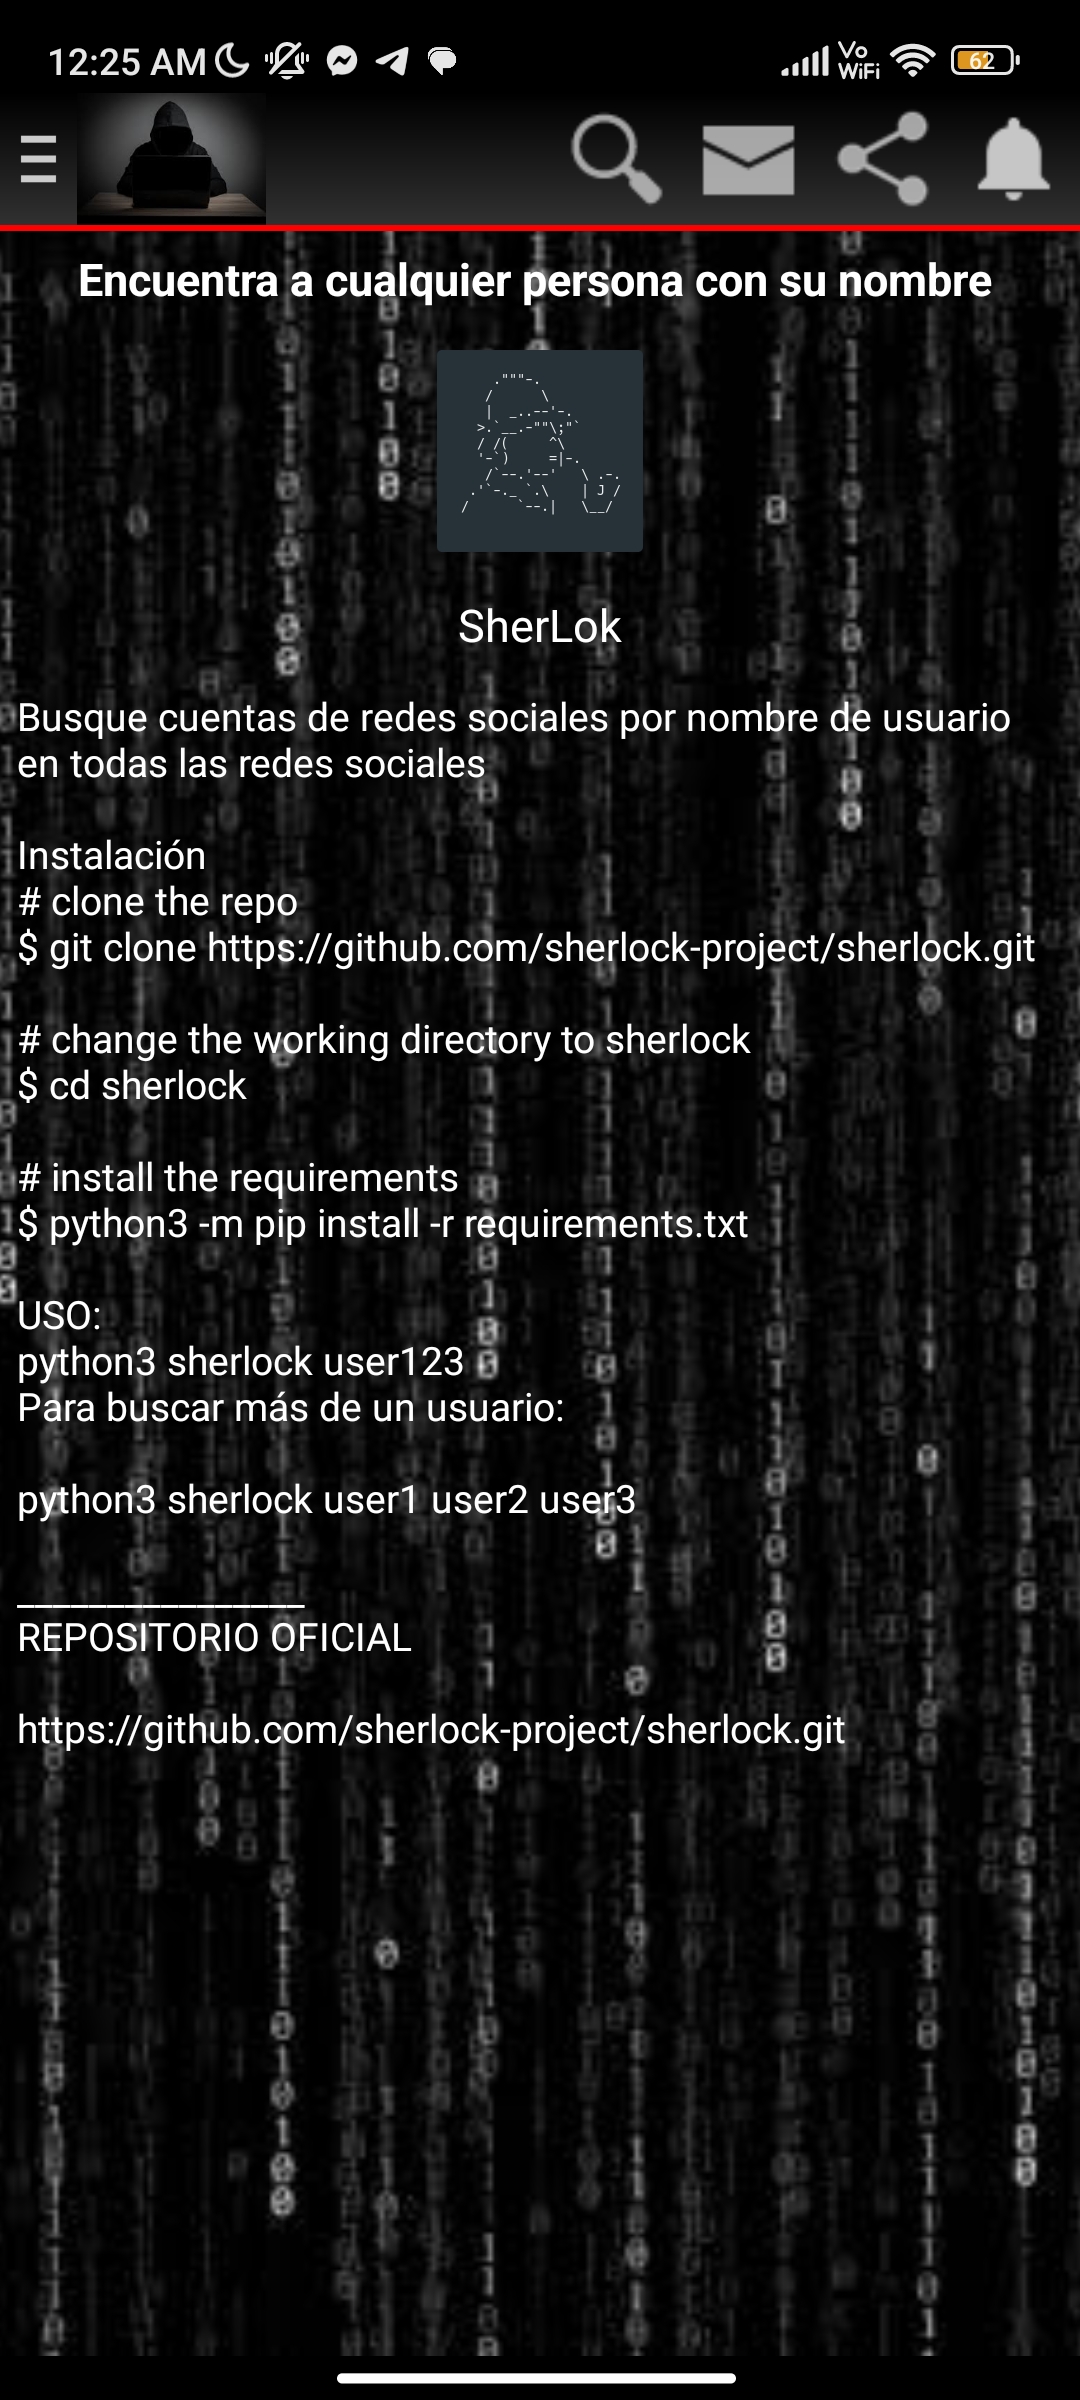 12:25 AM
Vo
WiFi
62
Encuentra a cualquier persona con su nombre
SherLok
Busque cuentas de redes sociales por nombre de usuario
en todas las redes sociales
Instalación
# clone the repo
$ git clone https://github.com/sherlock-project/sherlock.git
# change the working directory to sherlock
$ cd sherlock
# install the requirements
$ python3 -m pip install -r requirements.txt
USO:
python3 sherlock user123
Para buscar más de un usuario:
python3 sherlock user1 user2 user3
________________
REPOSITORIO OFICIAL
https://github.com/sherlock-project/sherlock.git